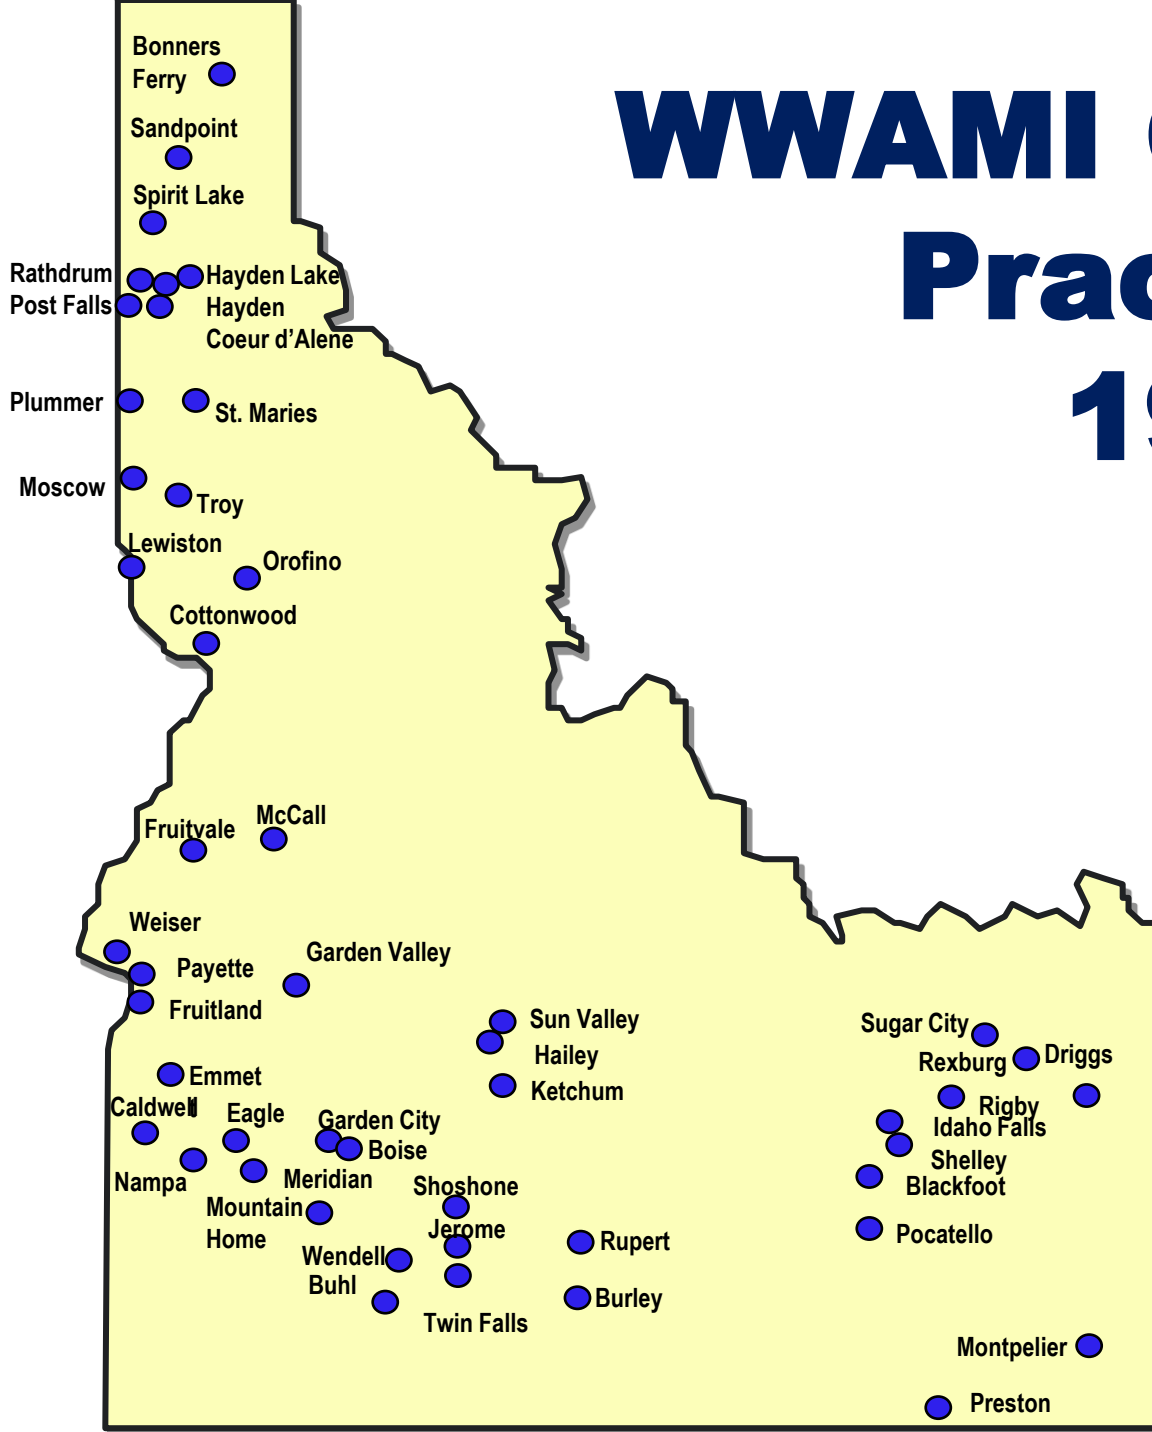 WWAMI
Prac
19
Bonners
Ferry
Sandpoint
Spirit Lake
Rathdrum
Hayden Lake
Post Falls
Hayden
Coeur d’Alene
Plummer
St. Maries
Moscow
Troy
Lewiston
Orofino
Cottonwood
McCall
Fruitvale
Weiser
Garden Valley
Payette
Fruitland
Sun Valley
Sugar City
Hailey
Rexburg
Driggs
Emmet
Ketchum
Caldwell
Eagle
Garden City
Rigby
Idaho Falls
Boise
Shelley
Nampa
Meridian
Shoshone
Blackfoot
Mountain
Home
Jerome
Pocatello
Wendell
Rupert
Buhl
Burley
Twin Falls
Montpelier
Preston